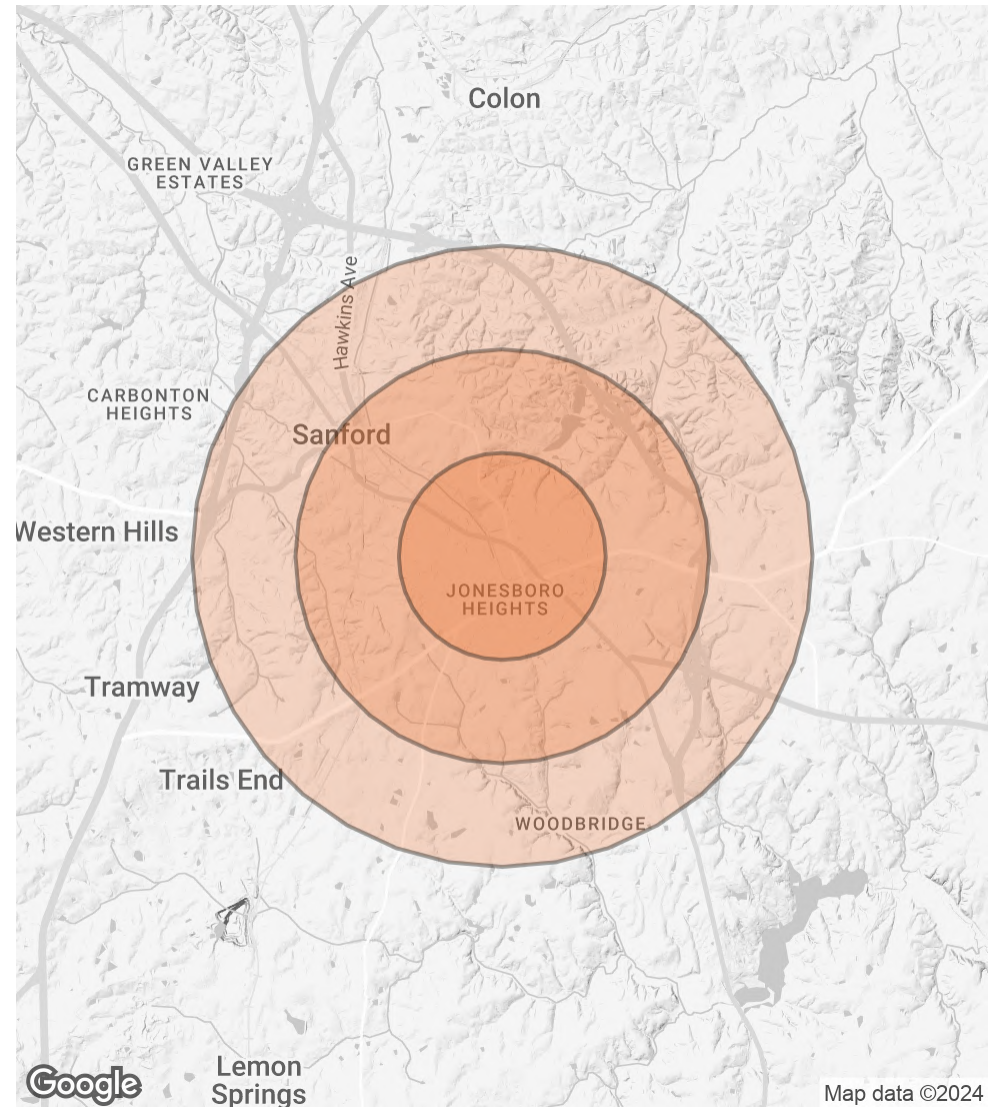 Colon
GREEN VALLEY
ESTATES
Hawkins Ave
CARBONTON
HEIGHTS
Sanford
Western Hills
JONESBORO
HEIGHTS
Tramway
Trails End
WOODBRIDGE
Lemon
Springs
Google
Map data ©2024